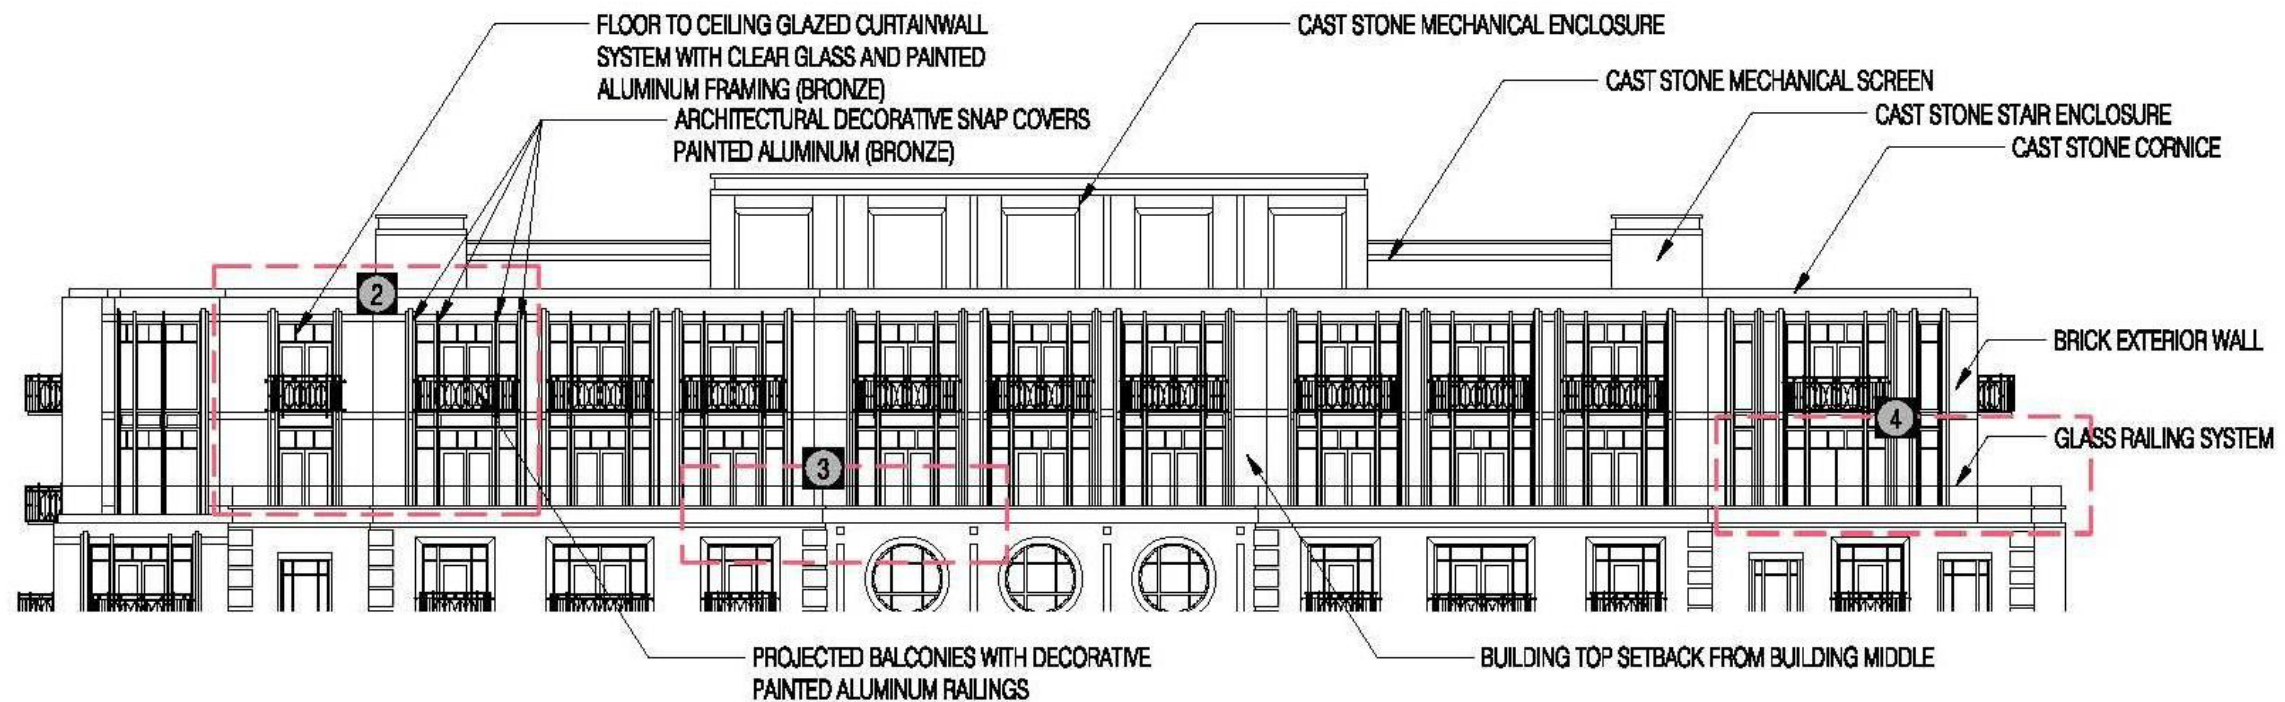 FLOOR TO CEILING GLAZED CURTAINWALL
SYSTEM WITH CLEAR GLASS AND PAINTED
ALUMINUM FRAMING (BRONZE)
ARCHITECTURAL DECORATIVE SNAP COVERS
PAINTED ALUMINUM (BRONZE)
CAST STONE MECHANICAL ENCLOSURE
CAST STONE MECHANICAL SCREEN
CAST STONE STAIR ENCLOSURE
CAST STONE CORNICE
2
BRICK EXTERIOR WALL
4
GLASS RAILING SYSTEM
3
PROJECTED BALCONIES WITH DECORATIVE
PAINTED ALUMINUM RAILINGS
BUILDING TOP SETBACK FROM BUILDING MIDDLE